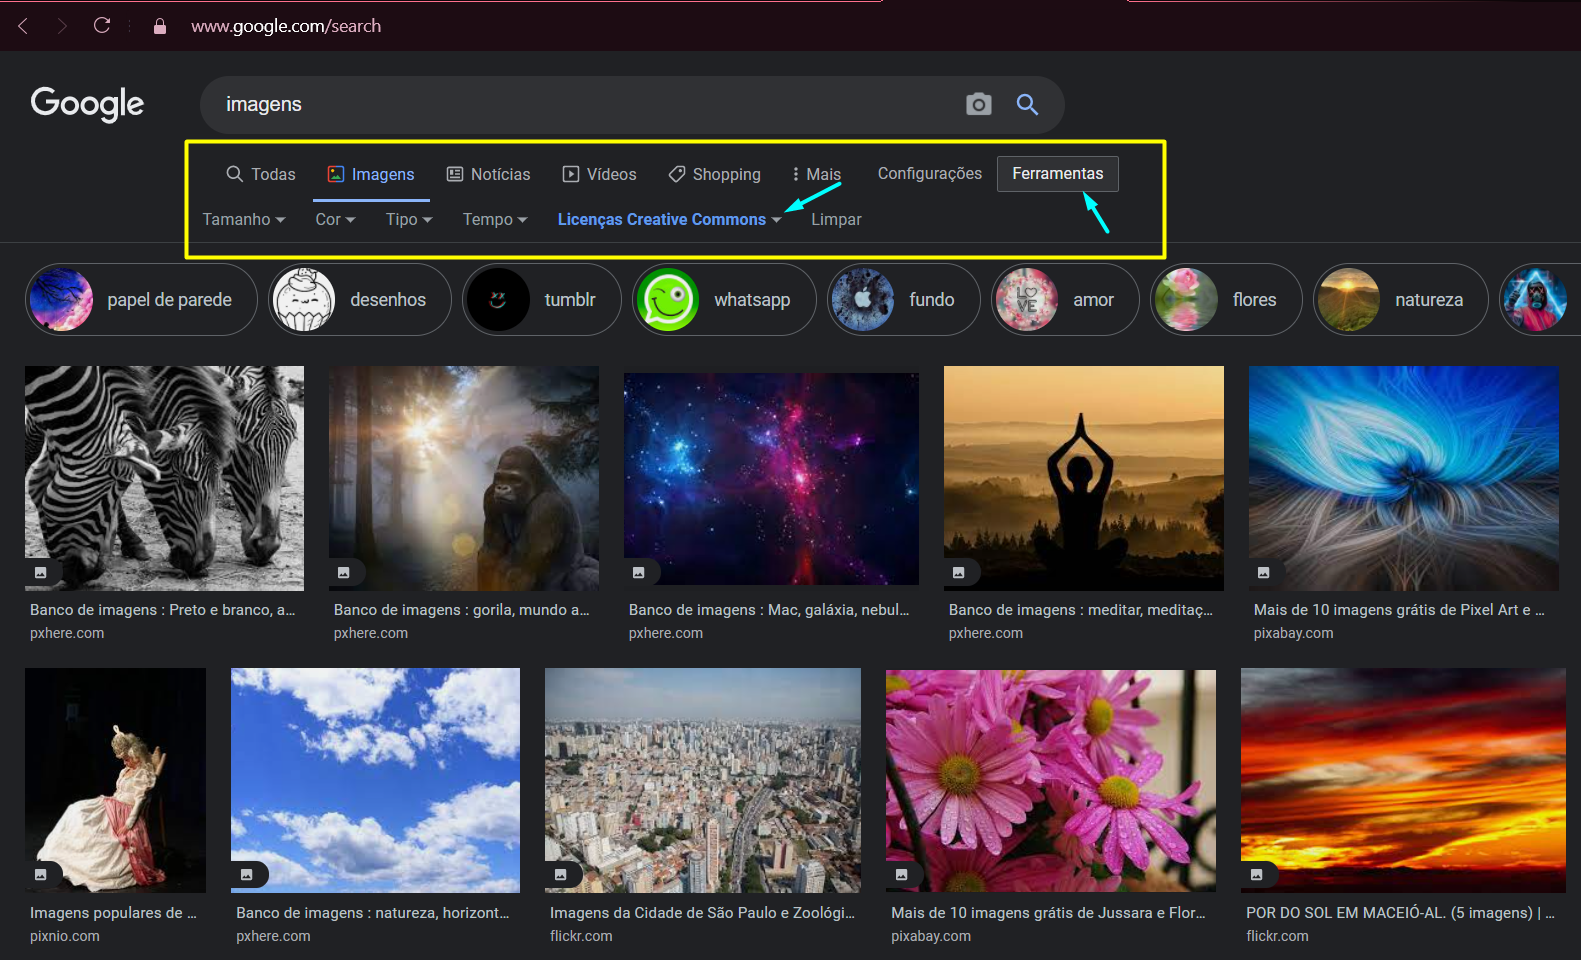 www.google.com/search
Google
imagens
Todas Imagens Notícias Vídeos Shopping Mais Configurações Ferramentas
Tamanho Cor Tipo Tempo Licenças Creative Commons Limpar
papel de parede desenhos tumblr whatsapp fundo LOVE amor flores natureza
Banco de imagens : Preto e branco, a...
pxhere.com
Banco de imagens : gorila, mundo a...
pxhere.com
Banco de imagens : Mac, galáxia, nebul...
pxhere.com
Banco de imagens : meditar, meditaç...
pxhere.com
Mais de 10 imagens grátis de Pixel Art e ...
pixabay.com
Imagens populares de ...
pixnio.com
Banco de imagens : natureza, horizont...
pxhere.com
Imagens da Cidade de São Paulo e Zoológi...
flickr.com
Mais de 10 imagens grátis de Jussara e Flor...
pixabay.com
POR DO SOL EM MACEIÓ-AL. (5 imagens) | ...
flickr.com